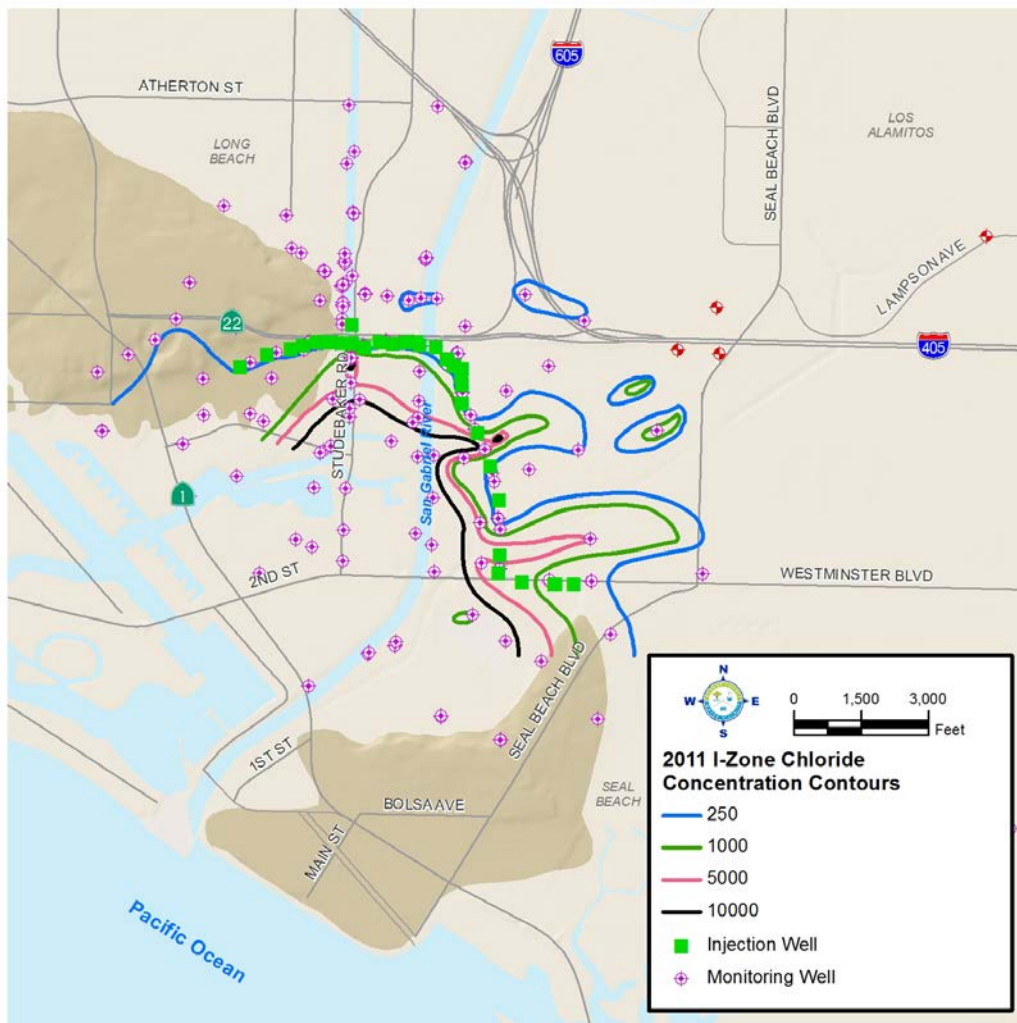 605
ATHERTON ST
LONG
BEACH
LOS
ALAMITOS
SEAL BEACH BLVD
LAMPSON AVE
22
405
STUDEBAKER RD
San Gabriel River
1
2ND ST
WESTMINSTER BLVD
SEAL BEACH BLVD
1ST ST
BOLSA AVE
MAIN ST
SEAL
BEACH
Pacific Ocean
N
W E
S
0 1,500 3,000
Feet
2011 I-Zone Chloride
Concentration Contours
250
1000
5000
10000
Injection Well
Monitoring Well